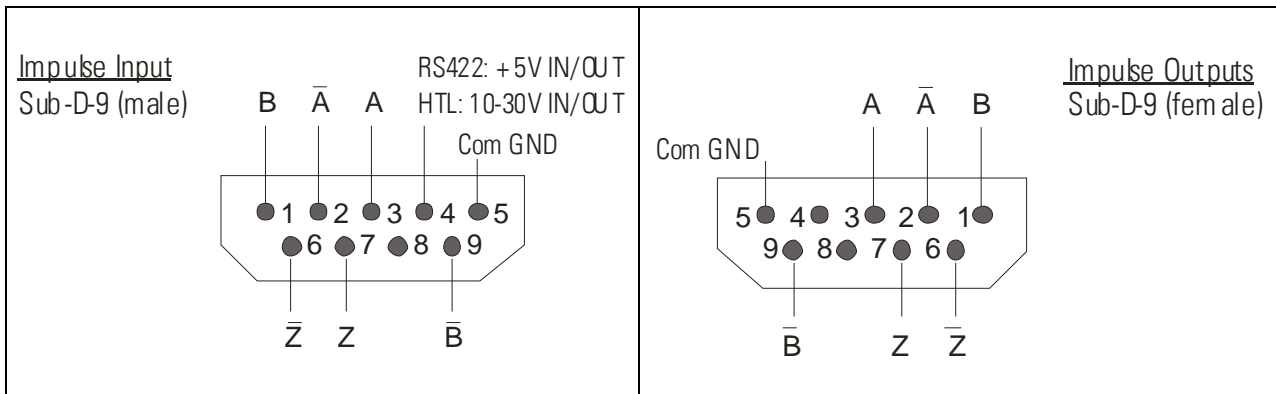 Impulse Input
Sub-D-9 (male)
RS422: +5V IN/OUT
HTL: 10-30V IN/OUT
B A̅ A
Com GND
1 2 3 4 5
6 7 8 9
Z̅ Z B̅
Impulse Outputs
Sub-D-9 (female)
A A̅ B
Com GND
5 4 3 2 1
9 8 7 6
B̅ Z Z̅